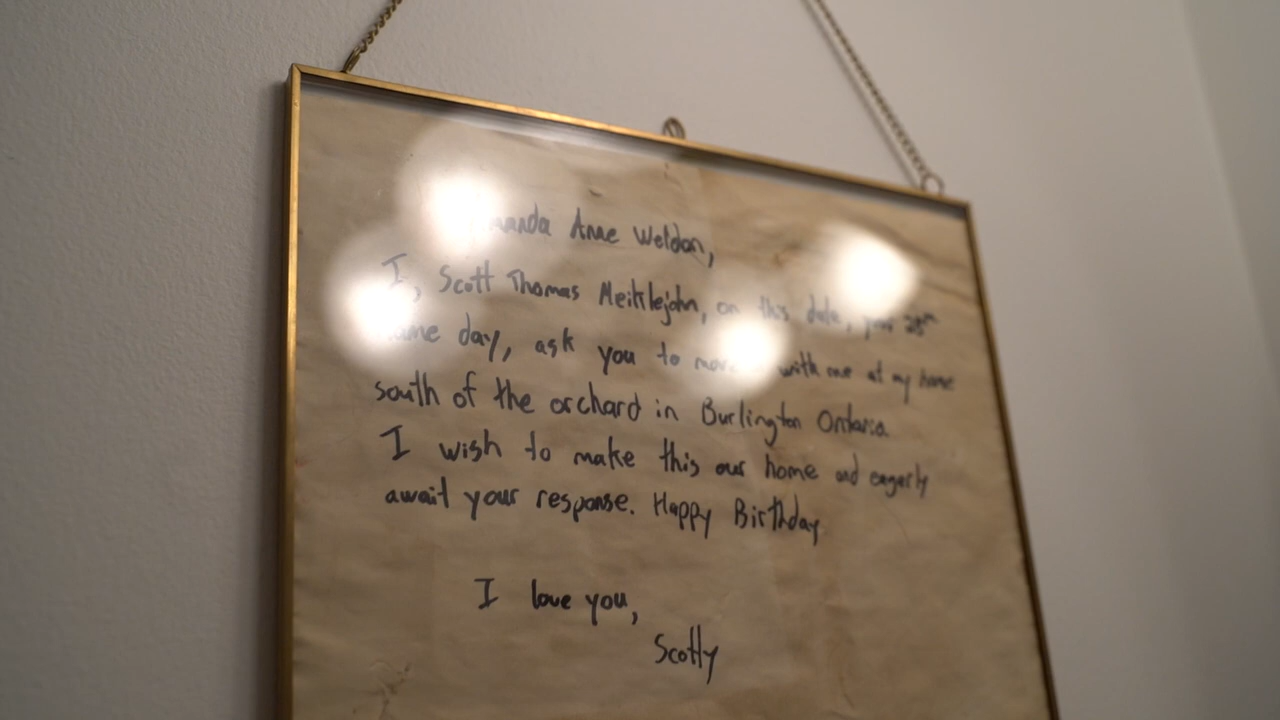 Anne Weldon,
I, Scott Thomas Meiklejohn, on this date, your
day, ask you to with me at my home
south of the orchard in Burlington Ontario.
I wish to make this our home and eagerly
await your response. Happy Birthday
I love you,
Scotty